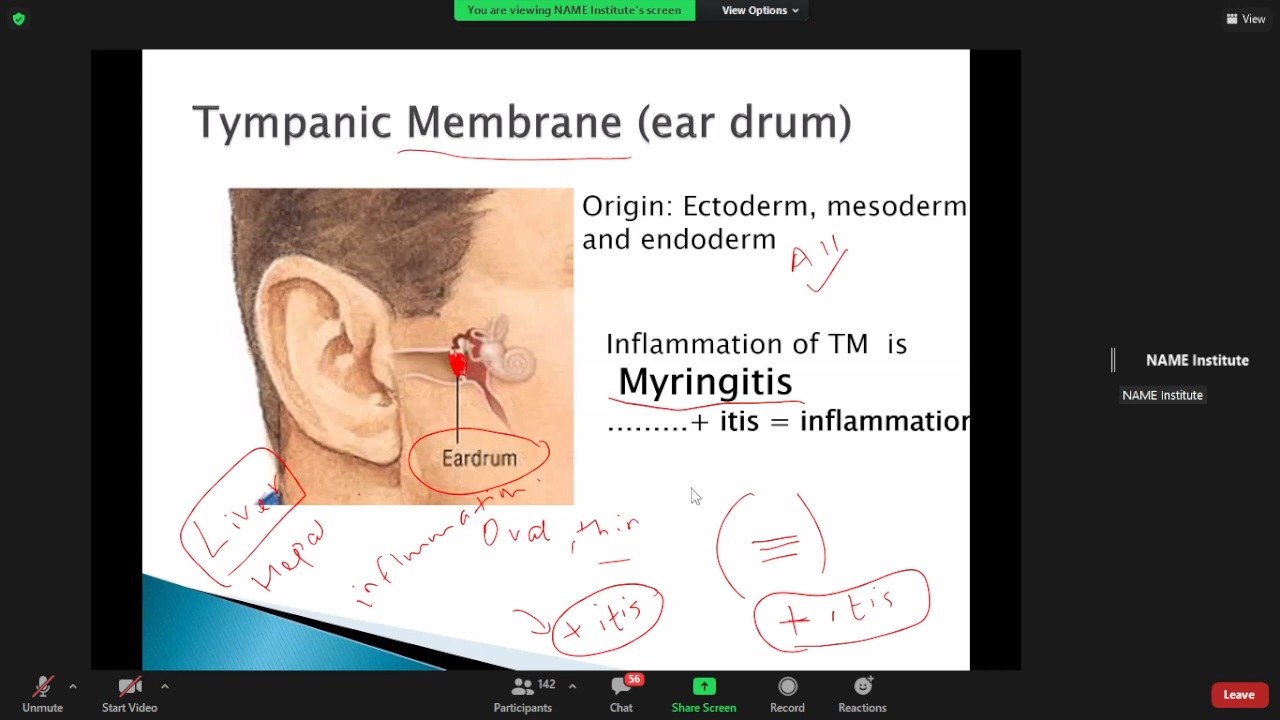 You are viewing NAME Institute's screen
View Options
View
Tympanic Membrane (ear drum)
Origin: Ectoderm, mesoderm
and endoderm
All
Inflammation of TM is
Myringitis
.........+ itis = inflammation
Eardrum
Liver
Hepa
inflammation
Oval, thin
+ itis
+ itis
NAME Institute
NAME Institute
Unmute
Start Video
142
Participants
56
Chat
Share Screen
Record
Reactions
Leave